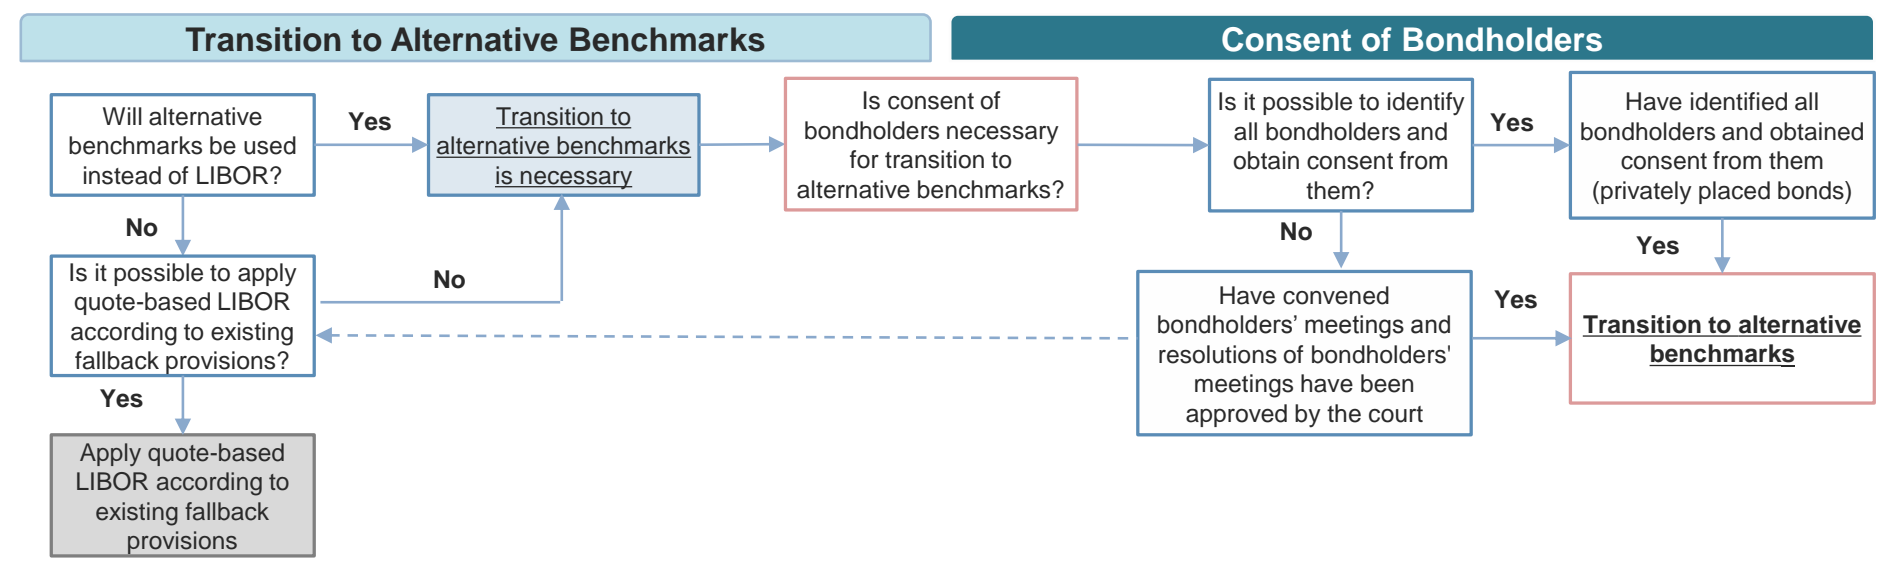 Transition to Alternative Benchmarks
Consent of Bondholders
Will alternative
benchmarks be used
instead of LIBOR?
Yes
Transition to
alternative benchmarks
is necessary
Is consent of
bondholders necessary
for transition to
alternative benchmarks?
Is it possible to identify
all bondholders and
obtain consent from
them?
Yes
Have identified all
bondholders and obtained
consent from them
(privately placed bonds)
No
No
Yes
Is it possible to apply
quote-based LIBOR
according to existing
fallback provisions?
No
Have convened
bondholders’ meetings and
resolutions of bondholders'
meetings have been
approved by the court
Yes
Transition to alternative
benchmarks
Yes
Apply quote-based
LIBOR according to
existing fallback
provisions